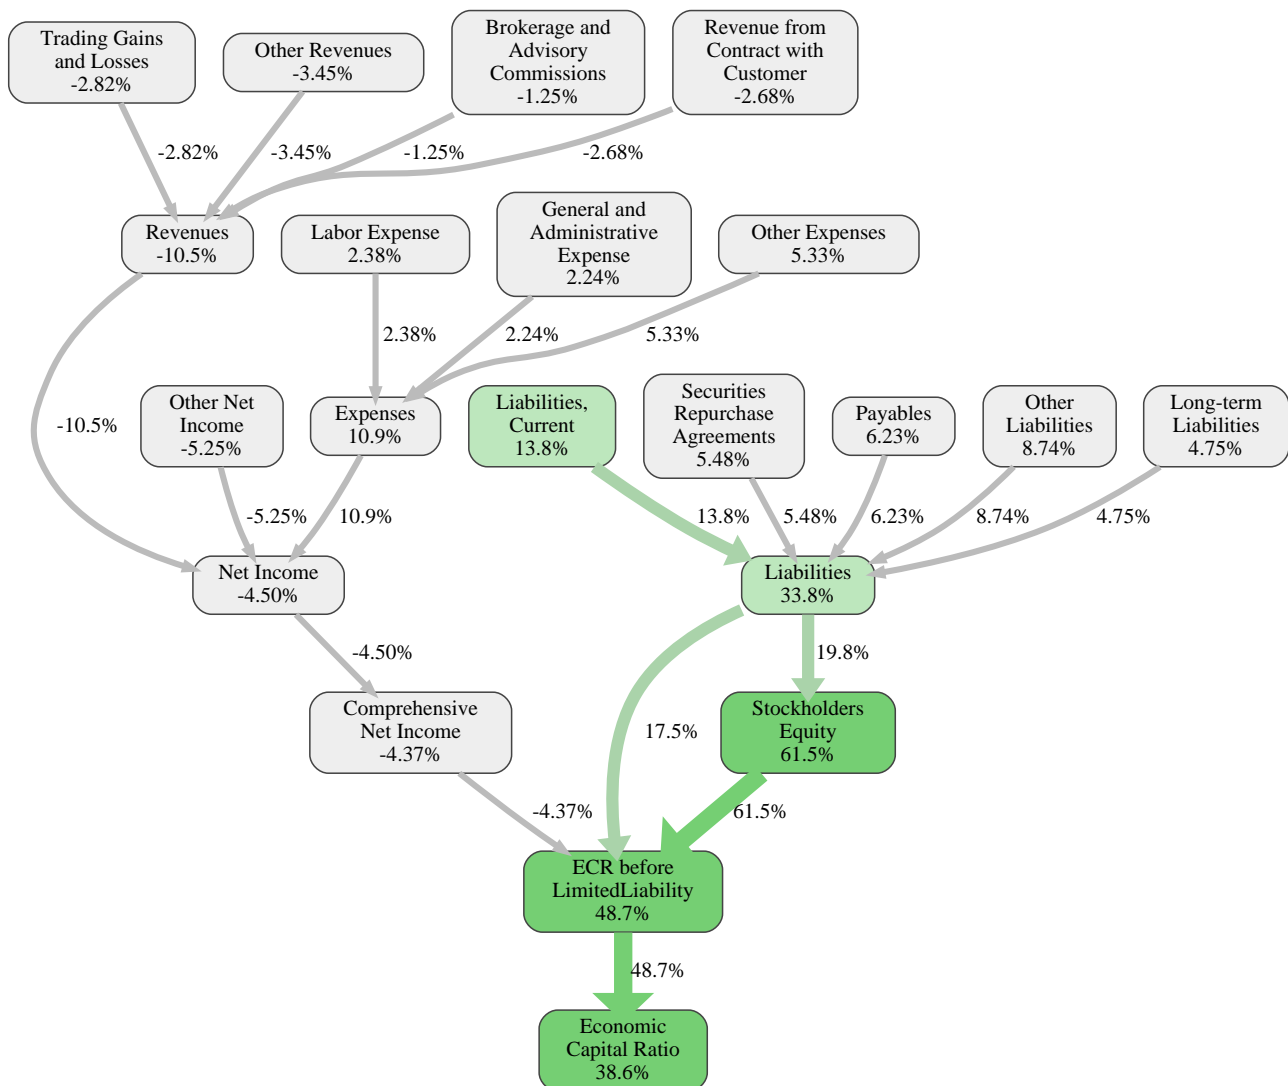 Trading Gains
and Losses
-2.82%
Other Revenues
-3.45%
Brokerage and
Advisory
Commissions
-1.25%
Revenue from
Contract with
Customer
-2.68%
-2.82%
-3.45%
-1.25%
-2.68%
Revenues
-10.5%
Labor Expense
2.38%
General and
Administrative
Expense
2.24%
Other Expenses
5.33%
2.38%
2.24%
5.33%
-10.5%
Other Net
Income
-5.25%
Expenses
10.9%
Liabilities,
Current
13.8%
Securities
Repurchase
Agreements
5.48%
Payables
6.23%
Other
Liabilities
8.74%
Long-term
Liabilities
4.75%
-5.25%
10.9%
13.8%
5.48%
6.23%
8.74%
4.75%
Net Income
-4.50%
Liabilities
33.8%
-4.50%
19.8%
Comprehensive
Net Income
-4.37%
17.5%
Stockholders
Equity
61.5%
-4.37%
61.5%
ECR before
LimitedLiability
48.7%
48.7%
Economic
Capital Ratio
38.6%